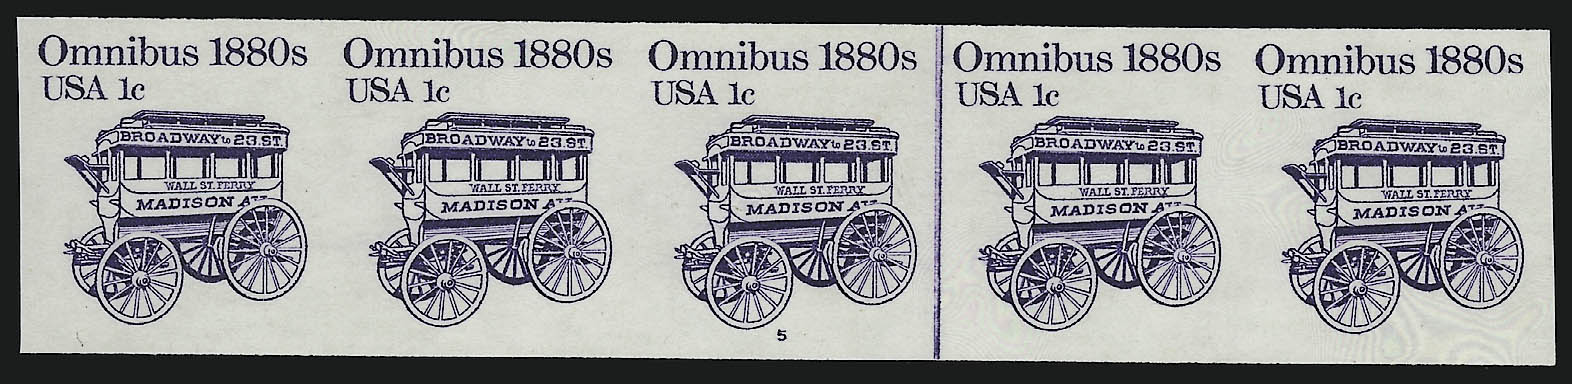 Omnibus 1880s
USA 1c
BROADWAY to 23.ST.
WALL ST. FERRY
MADISON AV.
Omnibus 1880s
USA 1c
BROADWAY to 23.ST.
WALL ST. FERRY
MADISON AV.
Omnibus 1880s
USA 1c
BROADWAY to 23.ST.
WALL ST. FERRY
MADISON AV.
5
Omnibus 1880s
USA 1c
BROADWAY to 23.ST.
WALL ST. FERRY
MADISON AV.
Omnibus 1880s
USA 1c
BROADWAY to 23.ST.
WALL ST. FERRY
MADISON AV.